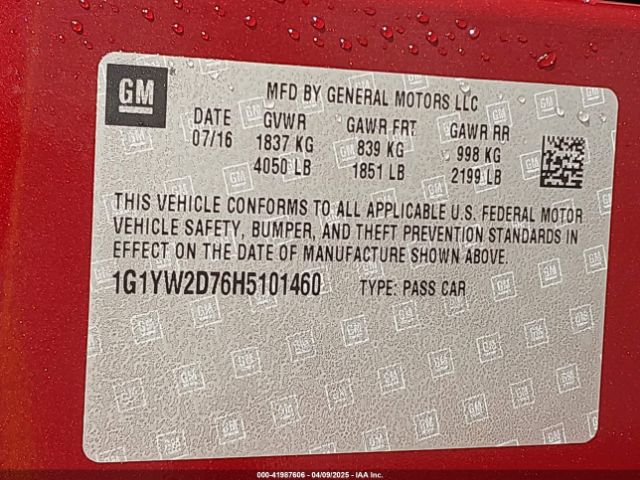 GM
MFD BY GENERAL MOTORS LLC
DATE GVWR GAWR FRT GAWR RR
07/16 1837 KG 839 KG 998 KG
4050 LB 1851 LB 2199 LB
THIS VEHICLE CONFORMS TO ALL APPLICABLE U.S. FEDERAL MOTOR
VEHICLE SAFETY, BUMPER, AND THEFT PREVENTION STANDARDS IN
EFFECT ON THE DATE OF MANUFACTURE SHOWN ABOVE.
1G1YW2D76H5101460 TYPE: PASS CAR
000-41987606 - 04/09/2025 - IAA Inc.